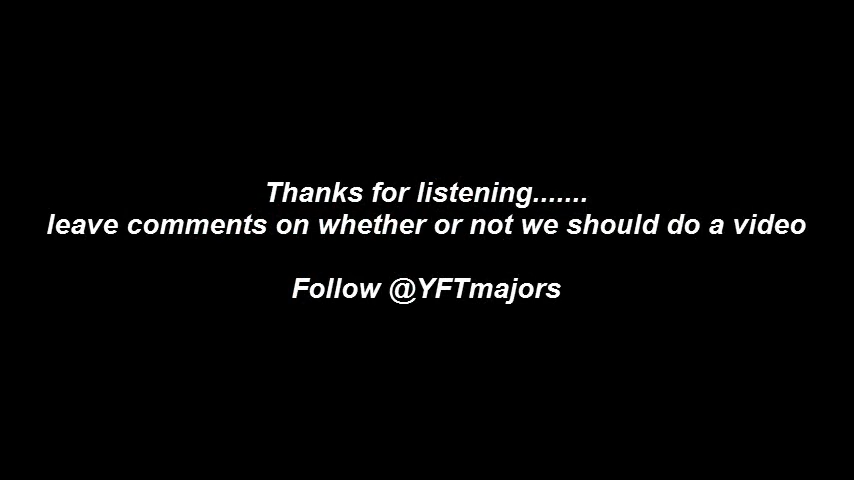 Thanks for listening.......
leave comments on whether or not we should do a video
Follow @YFTmajors